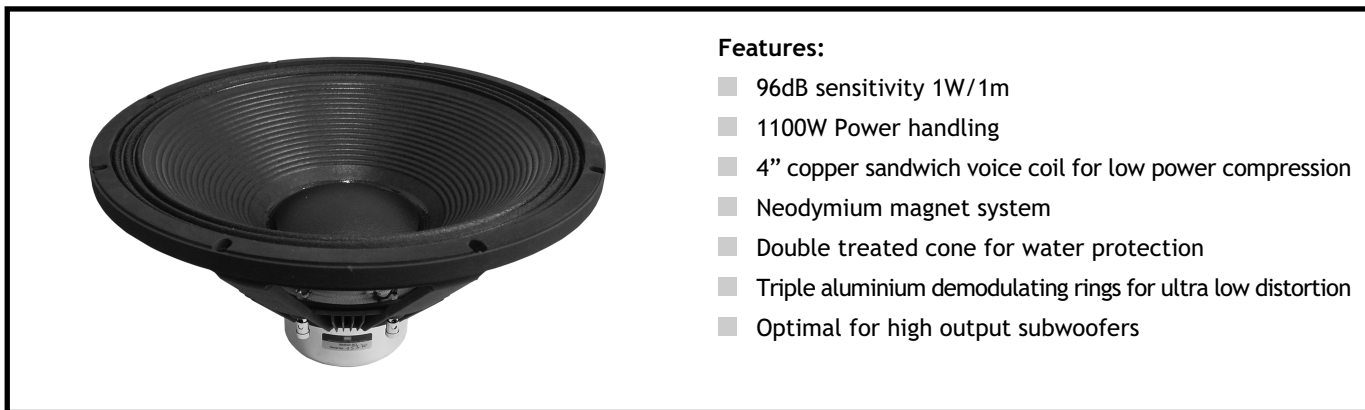 Features:
96dB sensitivity 1W/1m
1100W Power handling
4” copper sandwich voice coil for low power compression
Neodymium magnet system
Double treated cone for water protection
Triple aluminium demodulating rings for ultra low distortion
Optimal for high output subwoofers